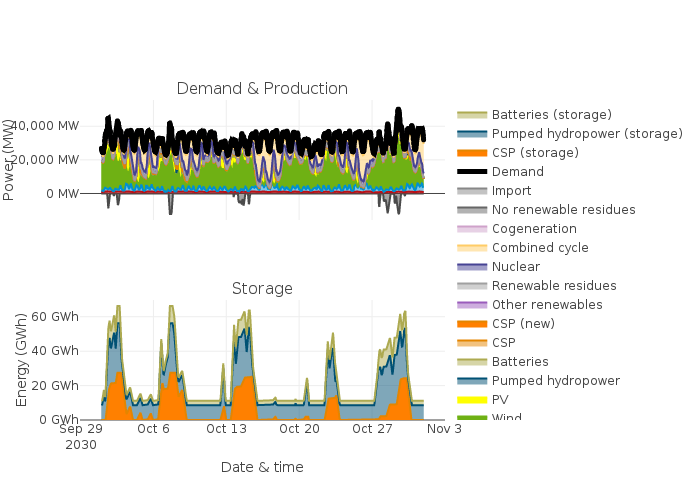 Demand & Production
40,000 MW
20,000 MW
0 MW
Power (MW)
Storage
60 GWh
40 GWh
20 GWh
0 GWh
Energy (GWh)
Sep 29 Oct 6 Oct 13 Oct 20 Oct 27 Nov 3
2030
Date & time
Batteries (storage)
Pumped hydropower (storage)
CSP (storage)
Demand
Import
No renewable residues
Cogeneration
Combined cycle
Nuclear
Renewable residues
Other renewables
CSP (new)
CSP
Batteries
Pumped hydropower
PV
Wind